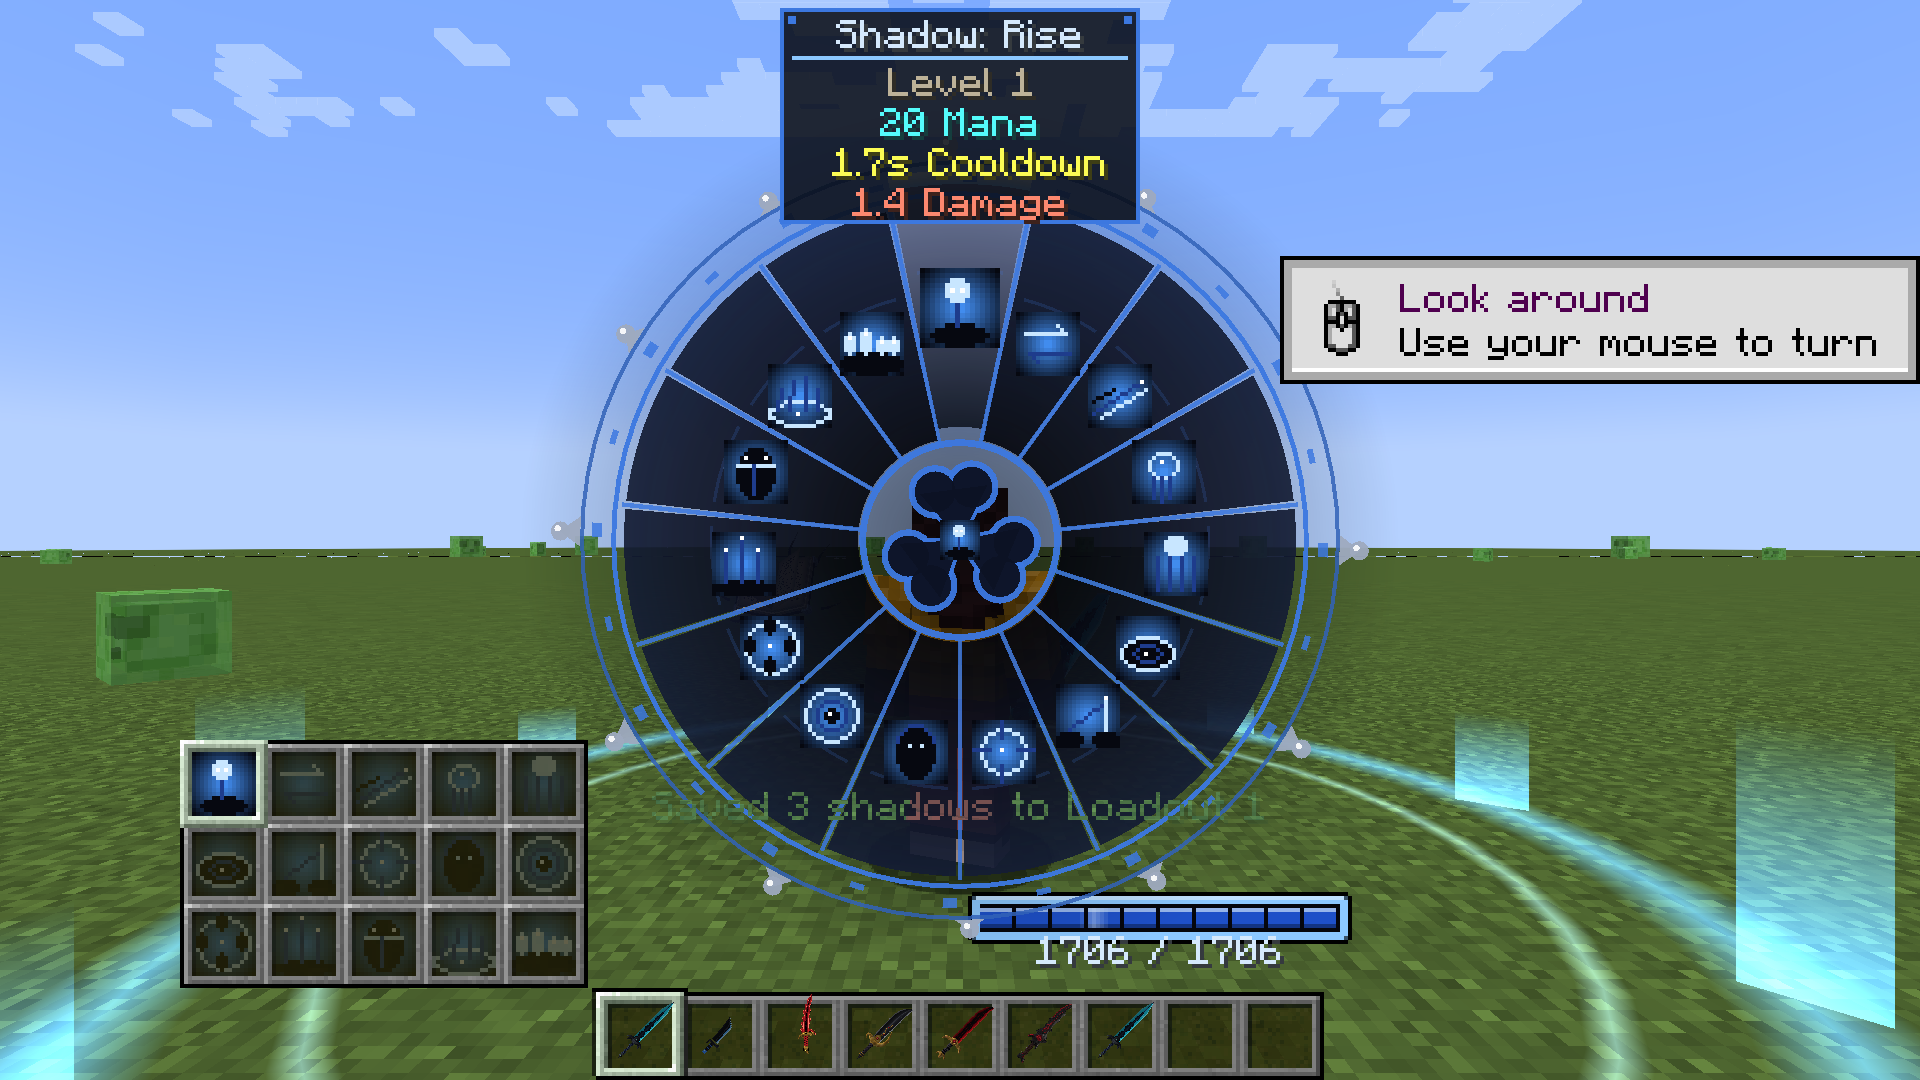 Shadow: Rise
Level 1
20 Mana
1.7s Cooldown
1.4 Damage
Look around
Use your mouse to turn
Saved 3 shadows to Loadout 1
1706 / 1706